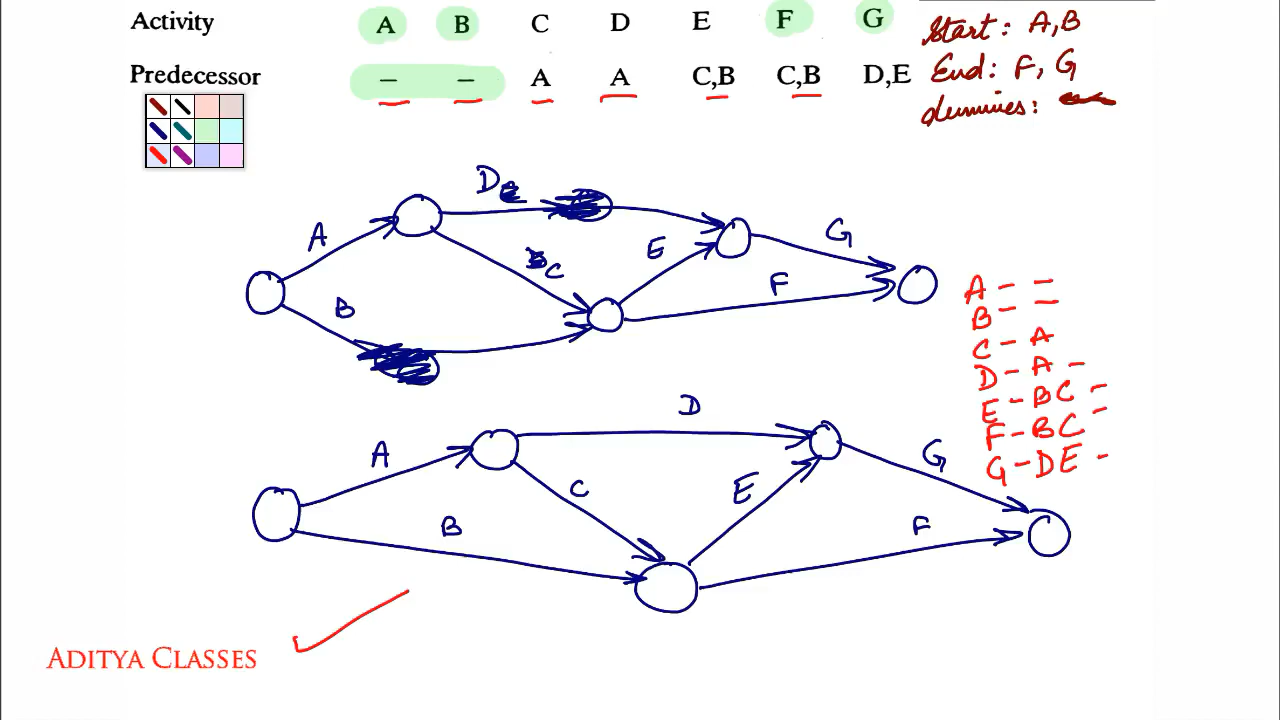 Activity A B C D E F G
Predecessor – – A A C,B C,B D,E
Start: A,B
End: F, G
dummies:
D
A
C
E
G
B
F
A – –
B – –
C – A
D – A –
E – BC –
F – BC –
G – DE –
D
A
C
E
G
B
F
ADITYA CLASSES